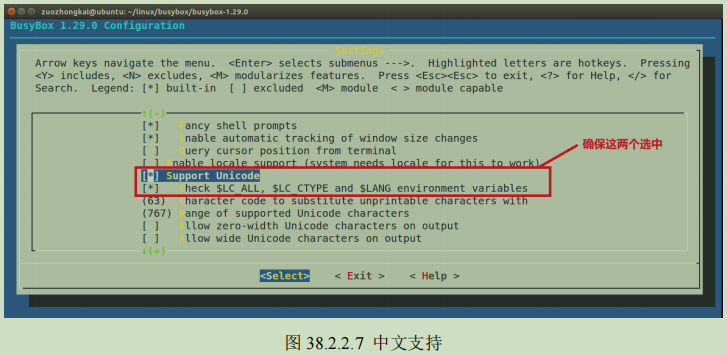 zuozhongkai@ubuntu: ~/linux/busybox/busybox-1.29.0
BusyBox 1.29.0 Configuration
Settings
Arrow keys navigate the menu. <Enter> selects submenus --->. Highlighted letters are hotkeys. Pressing
<Y> includes, <N> excludes, <M> modularizes features. Press <Esc><Esc> to exit, <?> for Help, </> for
Search. Legend: [*] built-in [ ] excluded <M> module < > module capable
↑(-)
[*] Fancy shell prompts
[*] Enable automatic tracking of window size changes
[ ] Query cursor position from terminal
[ ] Enable locale support (system needs locale for this to work)
[*] Support Unicode
[*] Check $LC_ALL, $LC_CTYPE and $LANG environment variables
(63) Character code to substitute unprintable characters with
(767) Range of supported Unicode characters
[ ] Allow zero-width Unicode characters on output
[ ] Allow wide Unicode characters on output
↓(+)
确保这两个选中
<Select> < Exit > < Help >
图 38.2.2.7 中文支持